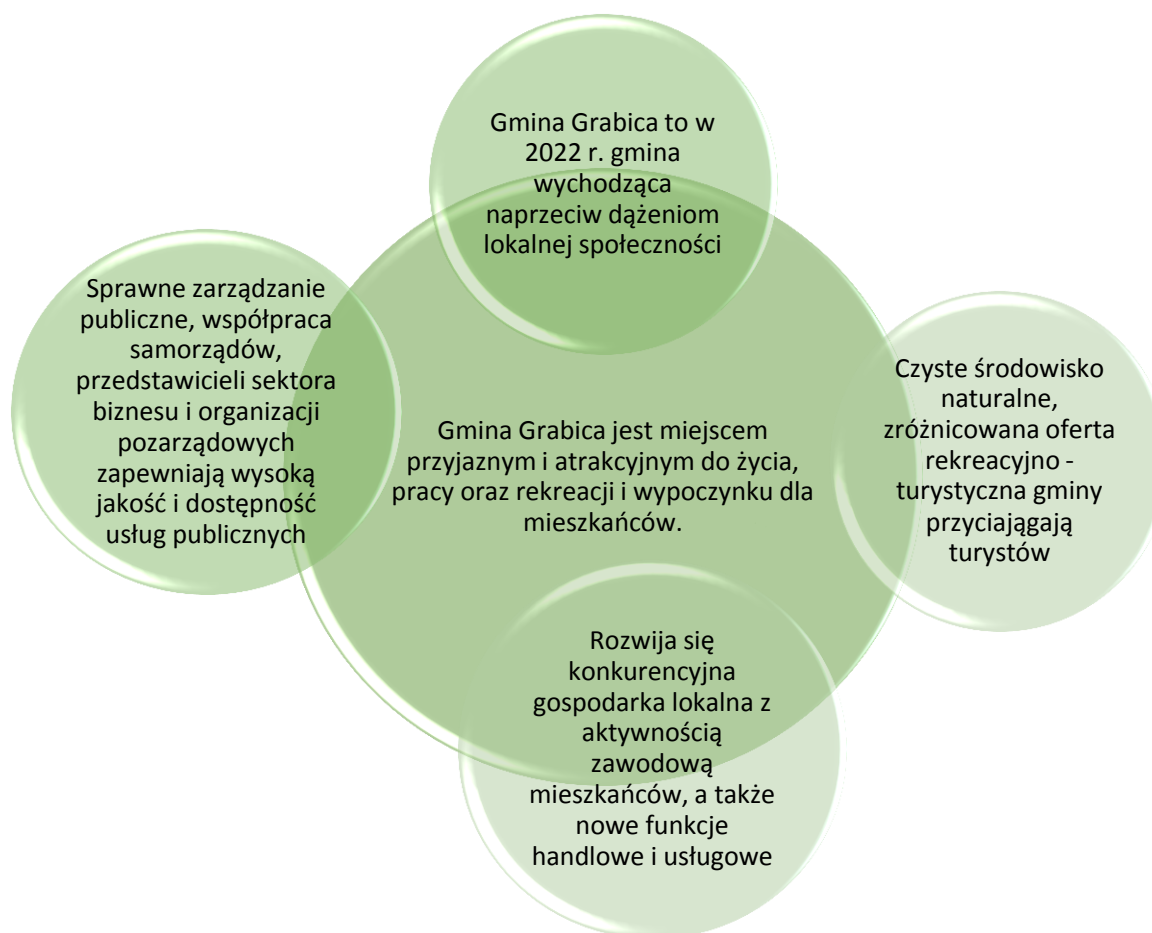 Gmina Grabica to w
2022 r. gmina
wychodząca
naprzeciw dążeniom
lokalnej społeczności
Sprawne zarządzanie
publiczne, współpraca
samorządów,
przedstawicieli sektora
biznesu i organizacji
pozarządowych
zapewniają wysoką
jakość i dostępność
usług publicznych
Gmina Grabica jest miejscem
przyjaznym i atrakcyjnym do życia,
pracy oraz rekreacji i wypoczynku dla
mieszkańców.
Czyste środowisko
naturalne,
zróżnicowana oferta
rekreacyjno -
turystyczna gminy
przyciajągają
turystów
Rozwija się
konkurencyjna
gospodarka lokalna z
aktywnością
zawodową
mieszkańców, a także
nowe funkcje
handlowe i usługowe